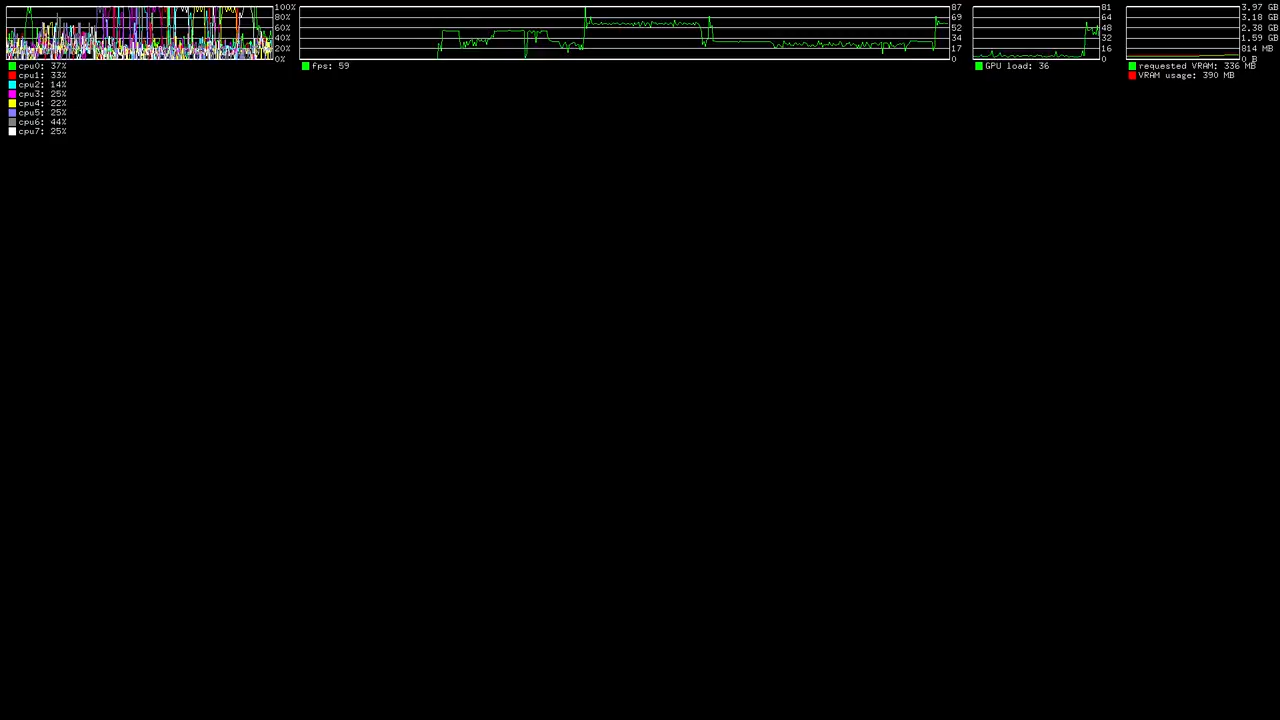 100%
80%
60%
40%
20%
0%
cpu0: 37%
cpu1: 33%
cpu2: 14%
cpu3: 25%
cpu4: 22%
cpu5: 25%
cpu6: 44%
cpu7: 25%
87
69
52
34
17
0
fps: 59
81
64
48
32
16
0
GPU load: 36
3.97 GB
3.18 GB
2.38 GB
1.59 GB
814 MB
0 B
requested VRAM: 336 MB
VRAM usage: 390 MB